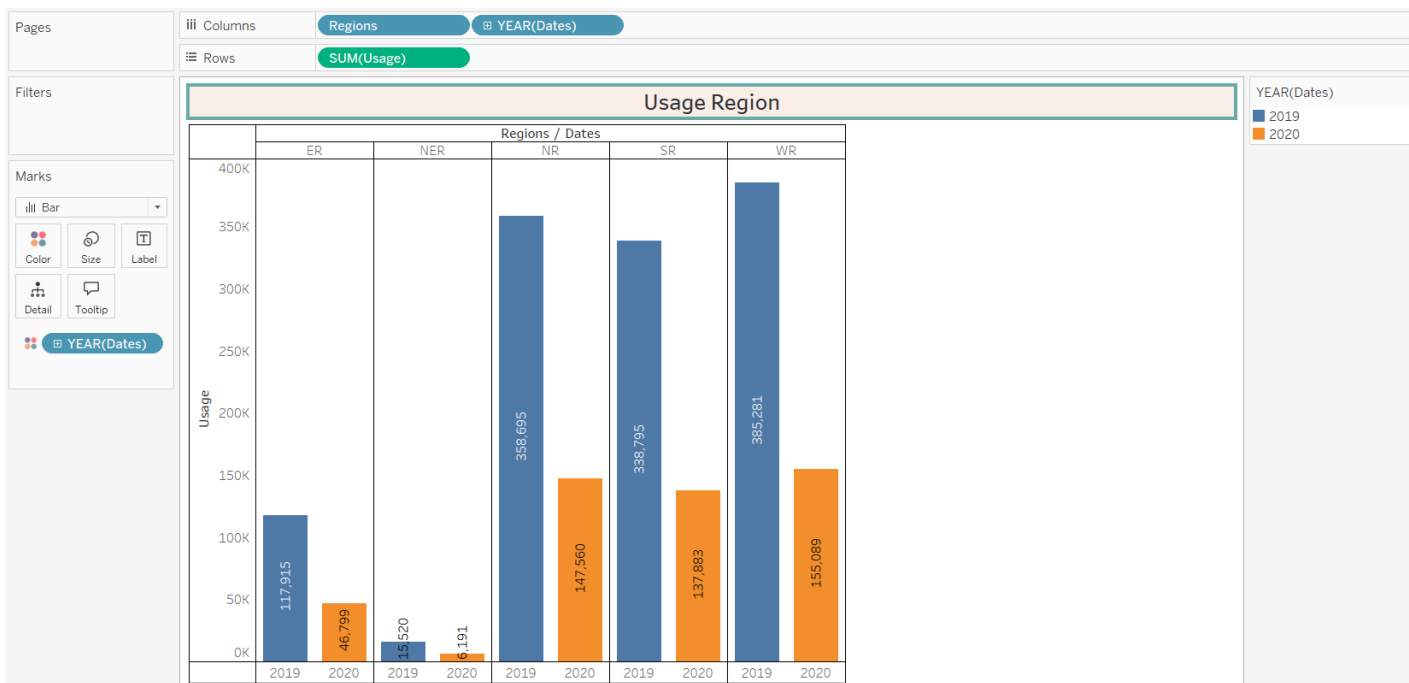 Pages
Columns
Regions
YEAR(Dates)
Rows
SUM(Usage)
Filters
Marks
Bar
Color
Size
Label
Detail
Tooltip
YEAR(Dates)
Usage Region
Regions / Dates
ER NER NR SR WR
400K
350K
300K
250K
200K
150K
100K
50K
0K
Usage
117,915
46,799
15,520
6,191
358,695
147,560
338,795
137,883
385,281
155,089
2019 2020 2019 2020 2019 2020 2019 2020 2019 2020
YEAR(Dates)
2019
2020